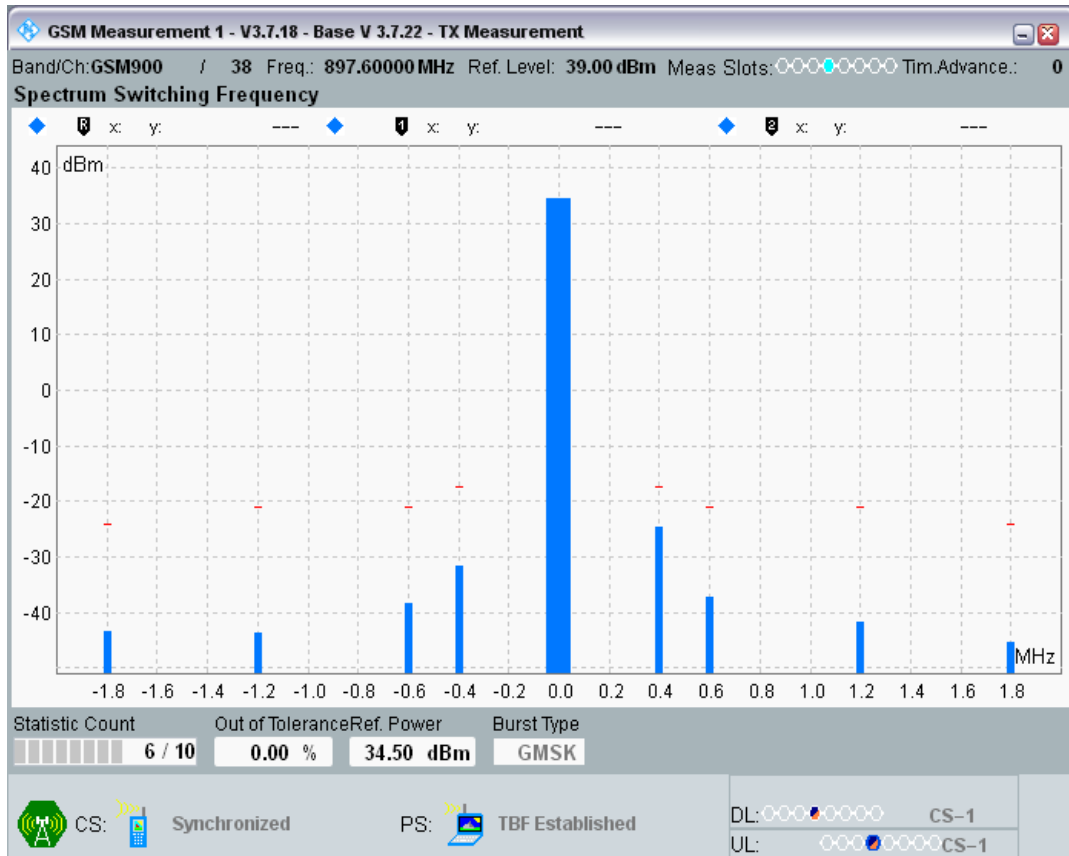 GSM Measurement 1 - V3.7.18 - Base V 3.7.22 - TX Measurement
Band/Ch:GSM900 / 38 Freq.: 897.60000 MHz Ref. Level: 39.00 dBm Meas Slots: Tim.Advance.: 0
Spectrum Switching Frequency
R x: y: --- 1 x: y: --- 2 x: y: ---
dBm
40
30
20
10
0
-10
-20
-30
-40
MHz
-1.8 -1.6 -1.4 -1.2 -1.0 -0.8 -0.6 -0.4 -0.2 0.0 0.2 0.4 0.6 0.8 1.0 1.2 1.4 1.6 1.8
Statistic Count Out of Tolerance Ref. Power Burst Type
6 / 10 0.00 % 34.50 dBm GMSK
CS: Synchronized PS: TBF Established
DL: CS-1
UL: CS-1